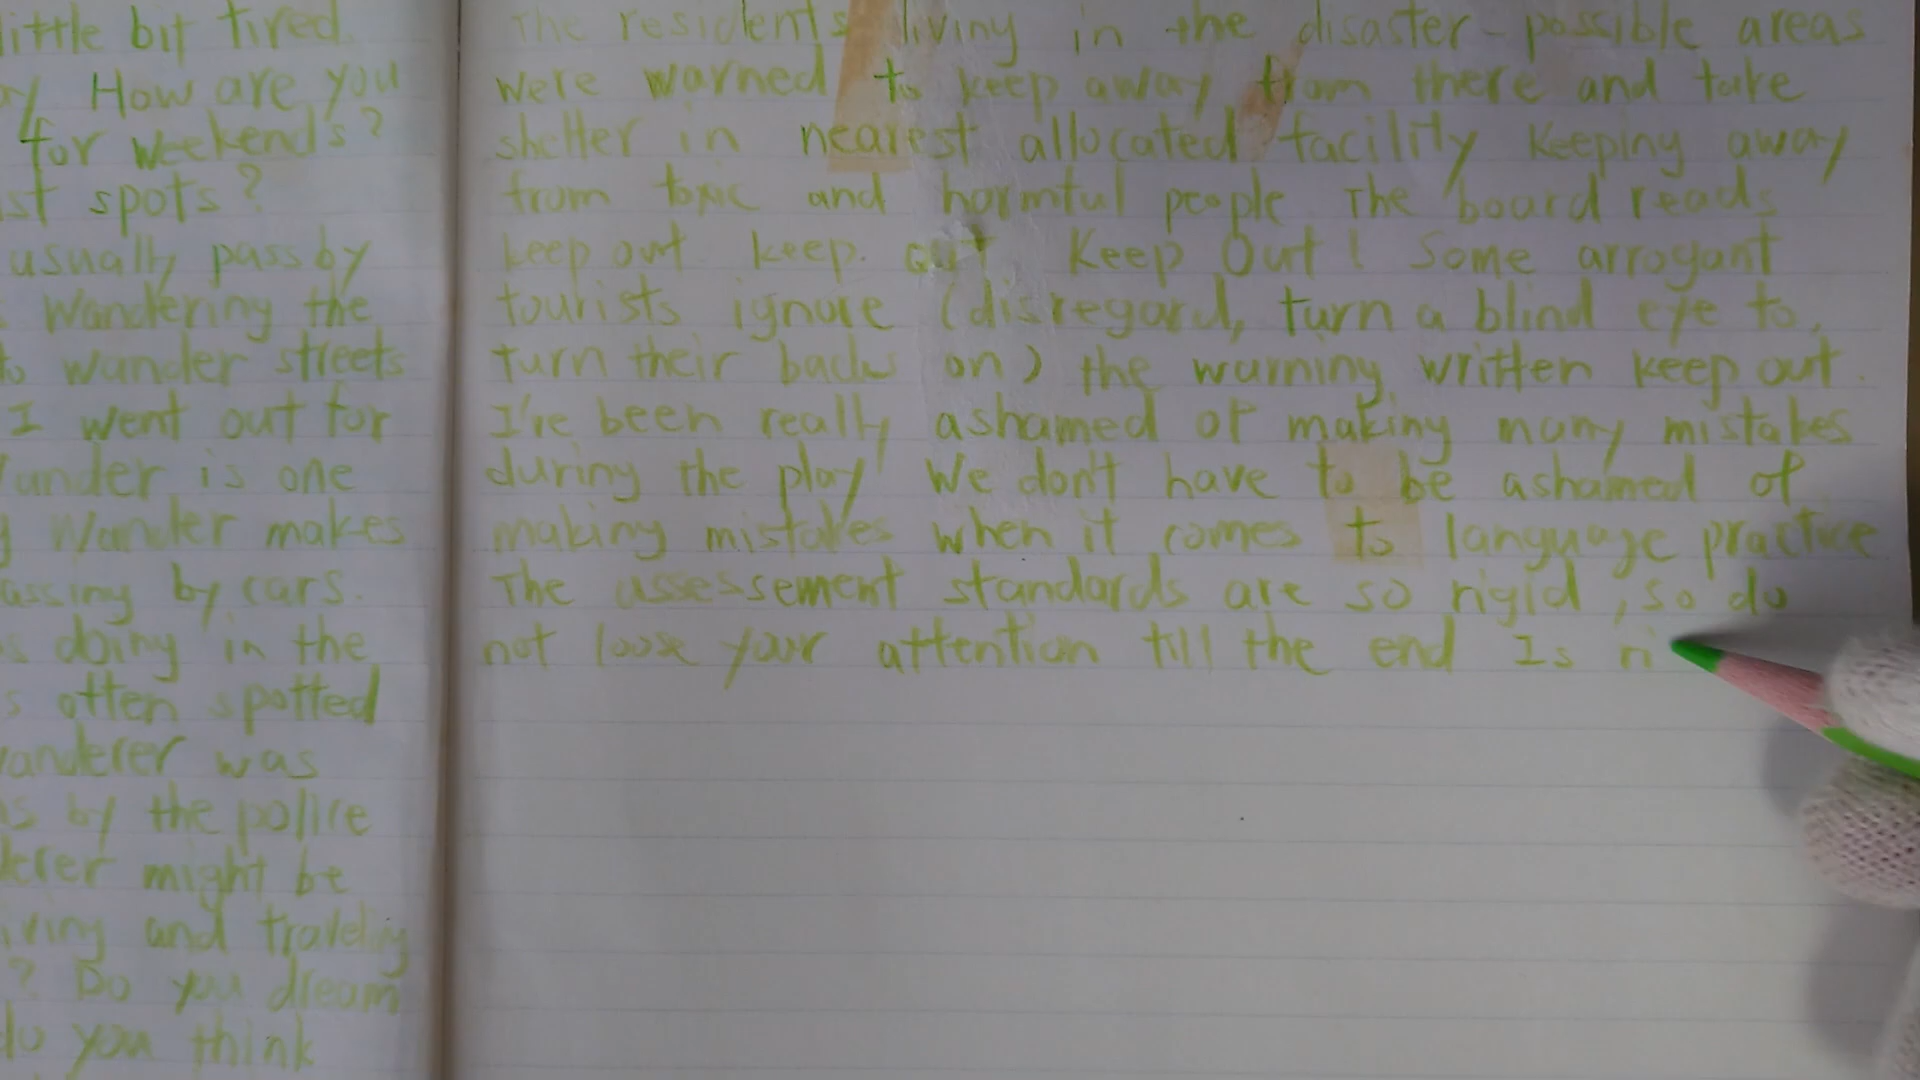 little bit tired.
How are you
for weekends?
spots?
usually pass by
Wandering the
to wander streets
I went out for
is one
Wander makes
by cars.
doing in the
often spotted
was
by the police
might be
and traveling
? Do you dream
do you think
The residents living in the disaster-possible areas
were warned to keep away from there and take
shelter in nearest allocated facility Keeping away
from toxic and harmful people The board reads
keep out keep out Keep Out! Some arrogant
tourists ignore (disregard, turn a blind eye to,
turn their backs on) the warning written keep out.
I've been really ashamed of making many mistakes
during the play! We don't have to be ashamed of
making mistakes when it comes to language practice
The assessement standards are so rigid, so do
not loose your attention till the end Is ri